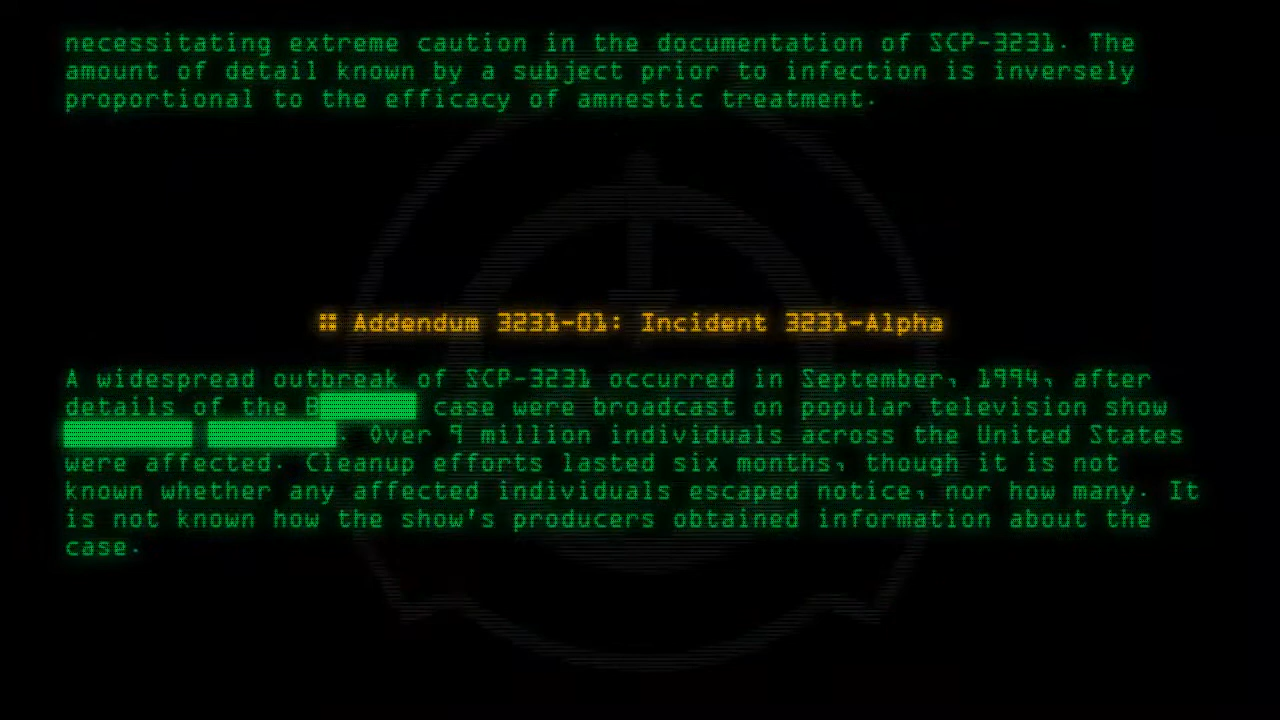 necessitating extreme caution in the documentation of SCP-3231. The
amount of detail known by a subject prior to infection is inversely
proportional to the efficacy of amnestic treatment.
:: Addendum 3231-01: Incident 3231-Alpha
A widespread outbreak of SCP-3231 occurred in September, 1994, after
details of the B██████ case were broadcast on popular television show
████████ ████████. Over 9 million individuals across the United States
were affected. Cleanup efforts lasted six months, though it is not
known whether any affected individuals escaped notice, nor how many. It
is not known how the show's producers obtained information about the
case.